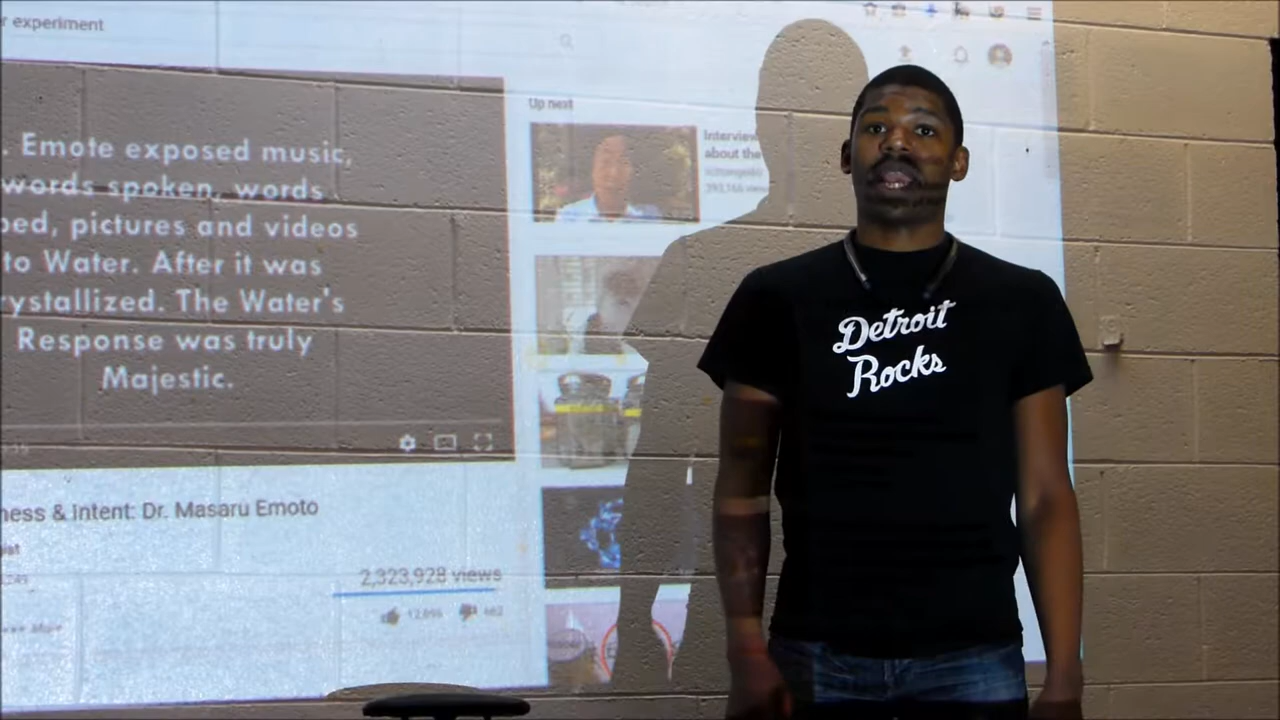 r experiment
. Emote exposed music,
words spoken, words
ped, pictures and videos
to Water. After it was
rystallized. The Water's
Response was truly
Majestic.
Up next
Interview
about the
ness & Intent: Dr. Masaru Emoto
2,323,928 views
Detroit
Rocks